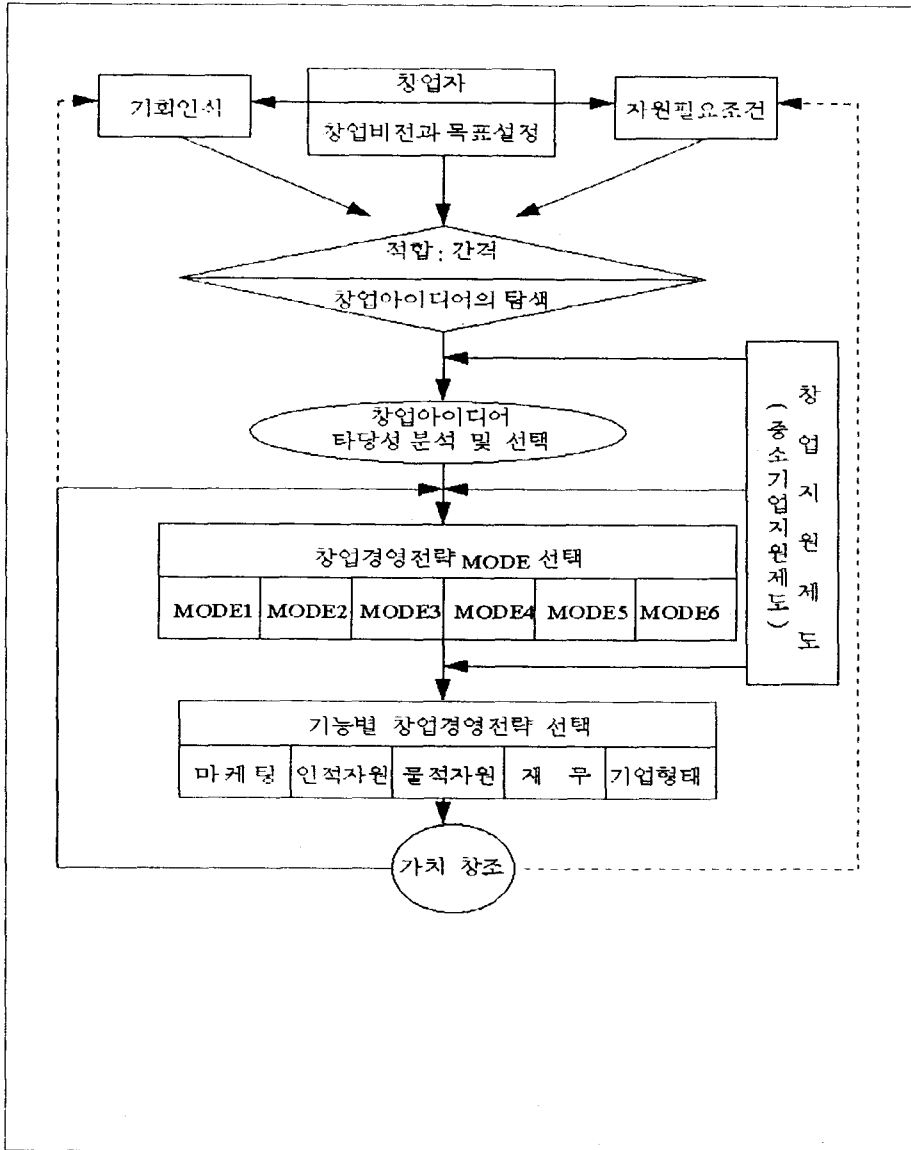 창업자
기회인식
창업비전과 목표설정
자원필요조건
적합 : 간격
창업아이디어의 탐색
창업아이디어
타당성 분석 및 선택
창업지원제도
(중소기업지원제도)
창업경영전략 MODE 선택
MODE1 MODE2 MODE3 MODE4 MODE5 MODE6
기능별 창업경영전략 선택
마케팅 인적자원 물적자원 재 무 기업형태
가치 창조